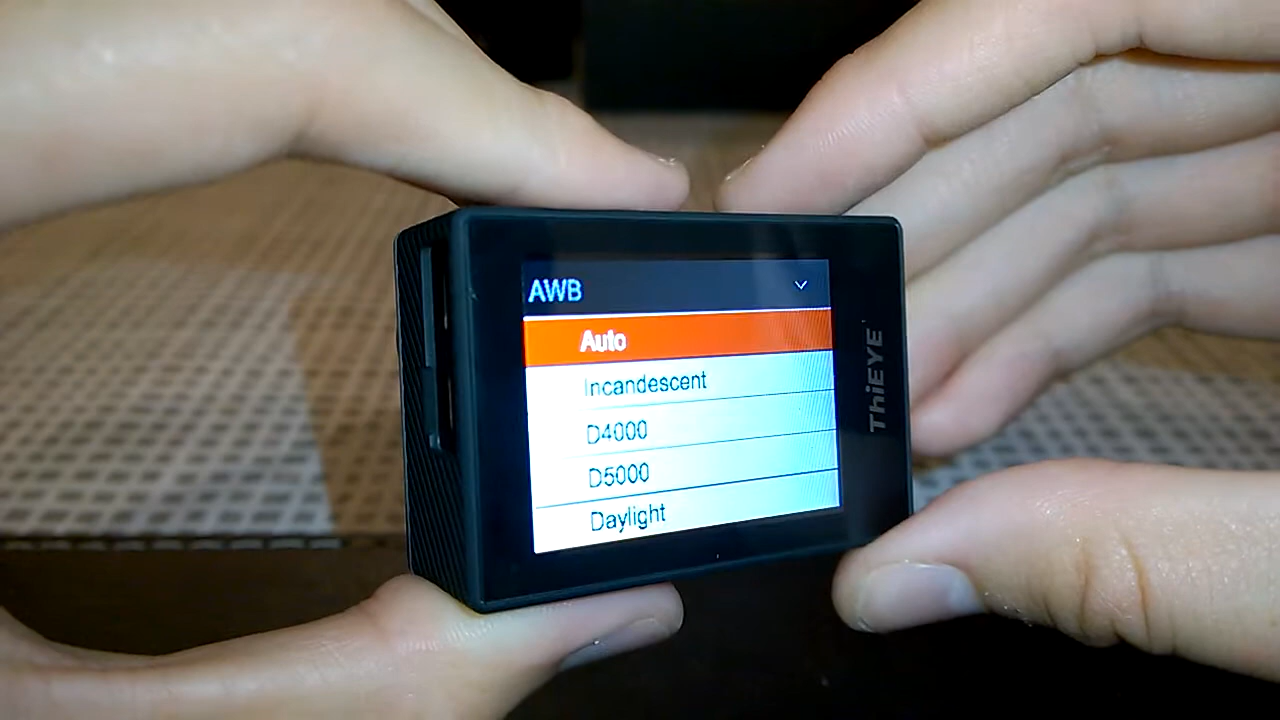 AWB
Auto
Incandescent
D4000
D5000
Daylight
ThiEYE